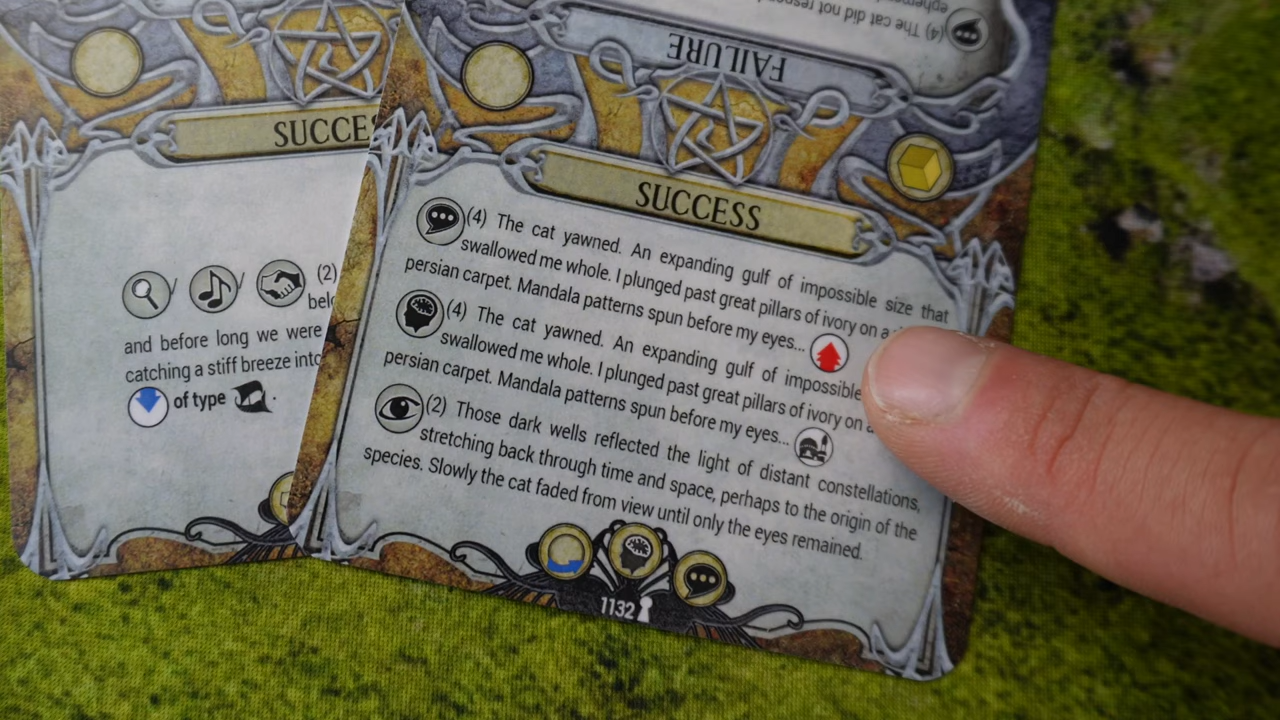 (4) The cat did not respon
ephem
FAILURE
SUCCE
(2)
belo
and before long we were
catching a stiff breeze into
of type .
SUCCESS
(4) The cat yawned. An expanding gulf of impossible size that
swallowed me whole. I plunged past great pillars of ivory on a
persian carpet. Mandala patterns spun before my eyes...
(4) The cat yawned. An expanding gulf of impossible
swallowed me whole. I plunged past great pillars of ivory on a
persian carpet. Mandala patterns spun before my eyes...
(2) Those dark wells reflected the light of distant constellations,
stretching back through time and space, perhaps to the origin of the
species. Slowly the cat faded from view until only the eyes remained.
1132